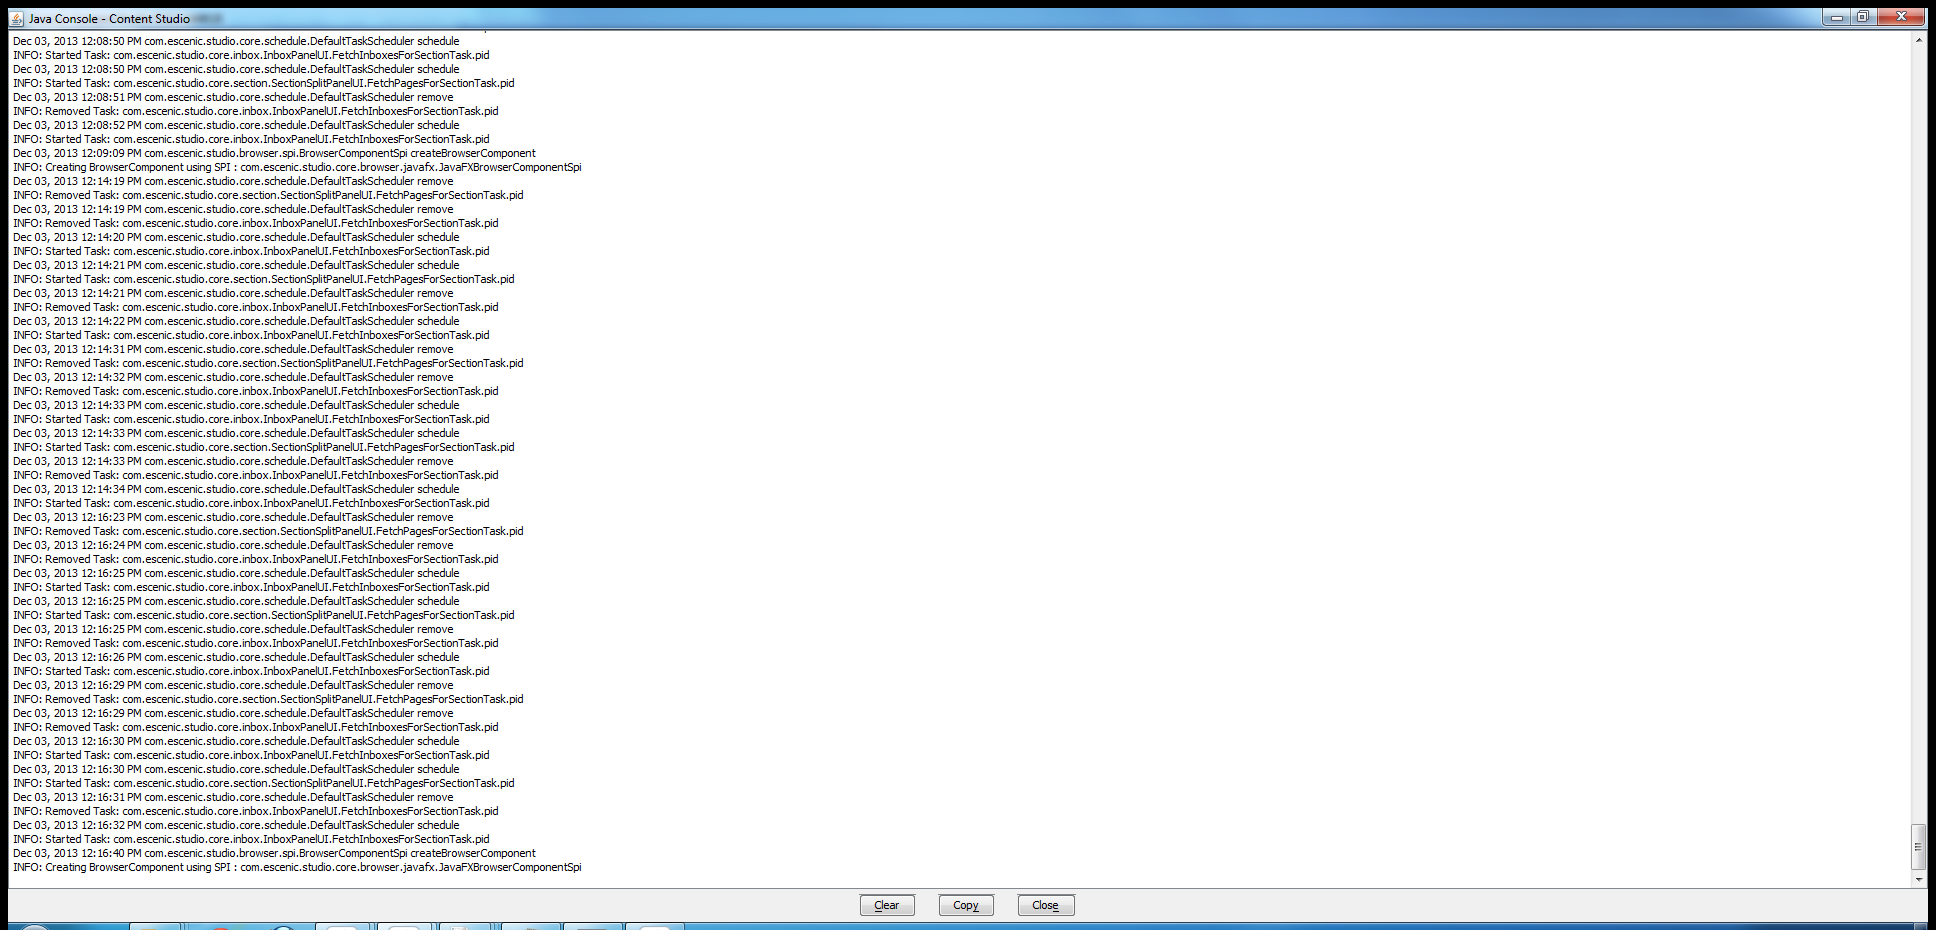 Java Console - Content Studio
Dec 03, 2013 12:08:50 PM com.escenic.studio.core.schedule.DefaultTaskScheduler schedule
INFO: Started Task: com.escenic.studio.core.inbox.InboxPanelUI.FetchInboxesForSectionTask.pid
Dec 03, 2013 12:08:50 PM com.escenic.studio.core.schedule.DefaultTaskScheduler schedule
INFO: Started Task: com.escenic.studio.core.section.SectionSplitPanelUI.FetchPagesForSectionTask.pid
Dec 03, 2013 12:08:51 PM com.escenic.studio.core.schedule.DefaultTaskScheduler remove
INFO: Removed Task: com.escenic.studio.core.inbox.InboxPanelUI.FetchInboxesForSectionTask.pid
Dec 03, 2013 12:08:52 PM com.escenic.studio.core.schedule.DefaultTaskScheduler schedule
INFO: Started Task: com.escenic.studio.core.inbox.InboxPanelUI.FetchInboxesForSectionTask.pid
Dec 03, 2013 12:09:09 PM com.escenic.studio.browser.spi.BrowserComponentSpi createBrowserComponent
INFO: Creating BrowserComponent using SPI : com.escenic.studio.core.browser.javafx.JavaFXBrowserComponentSpi
Dec 03, 2013 12:14:19 PM com.escenic.studio.core.schedule.DefaultTaskScheduler remove
INFO: Removed Task: com.escenic.studio.core.section.SectionSplitPanelUI.FetchPagesForSectionTask.pid
Dec 03, 2013 12:14:19 PM com.escenic.studio.core.schedule.DefaultTaskScheduler remove
INFO: Removed Task: com.escenic.studio.core.inbox.InboxPanelUI.FetchInboxesForSectionTask.pid
Dec 03, 2013 12:14:20 PM com.escenic.studio.core.schedule.DefaultTaskScheduler schedule
INFO: Started Task: com.escenic.studio.core.inbox.InboxPanelUI.FetchInboxesForSectionTask.pid
Dec 03, 2013 12:14:21 PM com.escenic.studio.core.schedule.DefaultTaskScheduler schedule
INFO: Started Task: com.escenic.studio.core.section.SectionSplitPanelUI.FetchPagesForSectionTask.pid
Dec 03, 2013 12:14:21 PM com.escenic.studio.core.schedule.DefaultTaskScheduler remove
INFO: Removed Task: com.escenic.studio.core.inbox.InboxPanelUI.FetchInboxesForSectionTask.pid
Dec 03, 2013 12:14:22 PM com.escenic.studio.core.schedule.DefaultTaskScheduler schedule
INFO: Started Task: com.escenic.studio.core.inbox.InboxPanelUI.FetchInboxesForSectionTask.pid
Dec 03, 2013 12:14:31 PM com.escenic.studio.core.schedule.DefaultTaskScheduler remove
INFO: Removed Task: com.escenic.studio.core.section.SectionSplitPanelUI.FetchPagesForSectionTask.pid
Dec 03, 2013 12:14:32 PM com.escenic.studio.core.schedule.DefaultTaskScheduler remove
INFO: Removed Task: com.escenic.studio.core.inbox.InboxPanelUI.FetchInboxesForSectionTask.pid
Dec 03, 2013 12:14:33 PM com.escenic.studio.core.schedule.DefaultTaskScheduler schedule
INFO: Started Task: com.escenic.studio.core.inbox.InboxPanelUI.FetchInboxesForSectionTask.pid
Dec 03, 2013 12:14:33 PM com.escenic.studio.core.schedule.DefaultTaskScheduler schedule
INFO: Started Task: com.escenic.studio.core.section.SectionSplitPanelUI.FetchPagesForSectionTask.pid
Dec 03, 2013 12:14:33 PM com.escenic.studio.core.schedule.DefaultTaskScheduler remove
INFO: Removed Task: com.escenic.studio.core.inbox.InboxPanelUI.FetchInboxesForSectionTask.pid
Dec 03, 2013 12:14:34 PM com.escenic.studio.core.schedule.DefaultTaskScheduler schedule
INFO: Started Task: com.escenic.studio.core.inbox.InboxPanelUI.FetchInboxesForSectionTask.pid
Dec 03, 2013 12:16:23 PM com.escenic.studio.core.schedule.DefaultTaskScheduler remove
INFO: Removed Task: com.escenic.studio.core.section.SectionSplitPanelUI.FetchPagesForSectionTask.pid
Dec 03, 2013 12:16:24 PM com.escenic.studio.core.schedule.DefaultTaskScheduler remove
INFO: Removed Task: com.escenic.studio.core.inbox.InboxPanelUI.FetchInboxesForSectionTask.pid
Dec 03, 2013 12:16:25 PM com.escenic.studio.core.schedule.DefaultTaskScheduler schedule
INFO: Started Task: com.escenic.studio.core.inbox.InboxPanelUI.FetchInboxesForSectionTask.pid
Dec 03, 2013 12:16:25 PM com.escenic.studio.core.schedule.DefaultTaskScheduler schedule
INFO: Started Task: com.escenic.studio.core.section.SectionSplitPanelUI.FetchPagesForSectionTask.pid
Dec 03, 2013 12:16:25 PM com.escenic.studio.core.schedule.DefaultTaskScheduler remove
INFO: Removed Task: com.escenic.studio.core.inbox.InboxPanelUI.FetchInboxesForSectionTask.pid
Dec 03, 2013 12:16:26 PM com.escenic.studio.core.schedule.DefaultTaskScheduler schedule
INFO: Started Task: com.escenic.studio.core.inbox.InboxPanelUI.FetchInboxesForSectionTask.pid
Dec 03, 2013 12:16:29 PM com.escenic.studio.core.schedule.DefaultTaskScheduler remove
INFO: Removed Task: com.escenic.studio.core.section.SectionSplitPanelUI.FetchPagesForSectionTask.pid
Dec 03, 2013 12:16:29 PM com.escenic.studio.core.schedule.DefaultTaskScheduler remove
INFO: Removed Task: com.escenic.studio.core.inbox.InboxPanelUI.FetchInboxesForSectionTask.pid
Dec 03, 2013 12:16:30 PM com.escenic.studio.core.schedule.DefaultTaskScheduler schedule
INFO: Started Task: com.escenic.studio.core.inbox.InboxPanelUI.FetchInboxesForSectionTask.pid
Dec 03, 2013 12:16:30 PM com.escenic.studio.core.schedule.DefaultTaskScheduler schedule
INFO: Started Task: com.escenic.studio.core.section.SectionSplitPanelUI.FetchPagesForSectionTask.pid
Dec 03, 2013 12:16:31 PM com.escenic.studio.core.schedule.DefaultTaskScheduler remove
INFO: Removed Task: com.escenic.studio.core.inbox.InboxPanelUI.FetchInboxesForSectionTask.pid
Dec 03, 2013 12:16:32 PM com.escenic.studio.core.schedule.DefaultTaskScheduler schedule
INFO: Started Task: com.escenic.studio.core.inbox.InboxPanelUI.FetchInboxesForSectionTask.pid
Dec 03, 2013 12:16:40 PM com.escenic.studio.browser.spi.BrowserComponentSpi createBrowserComponent
INFO: Creating BrowserComponent using SPI : com.escenic.studio.core.browser.javafx.JavaFXBrowserComponentSpi
Clear Copy Close